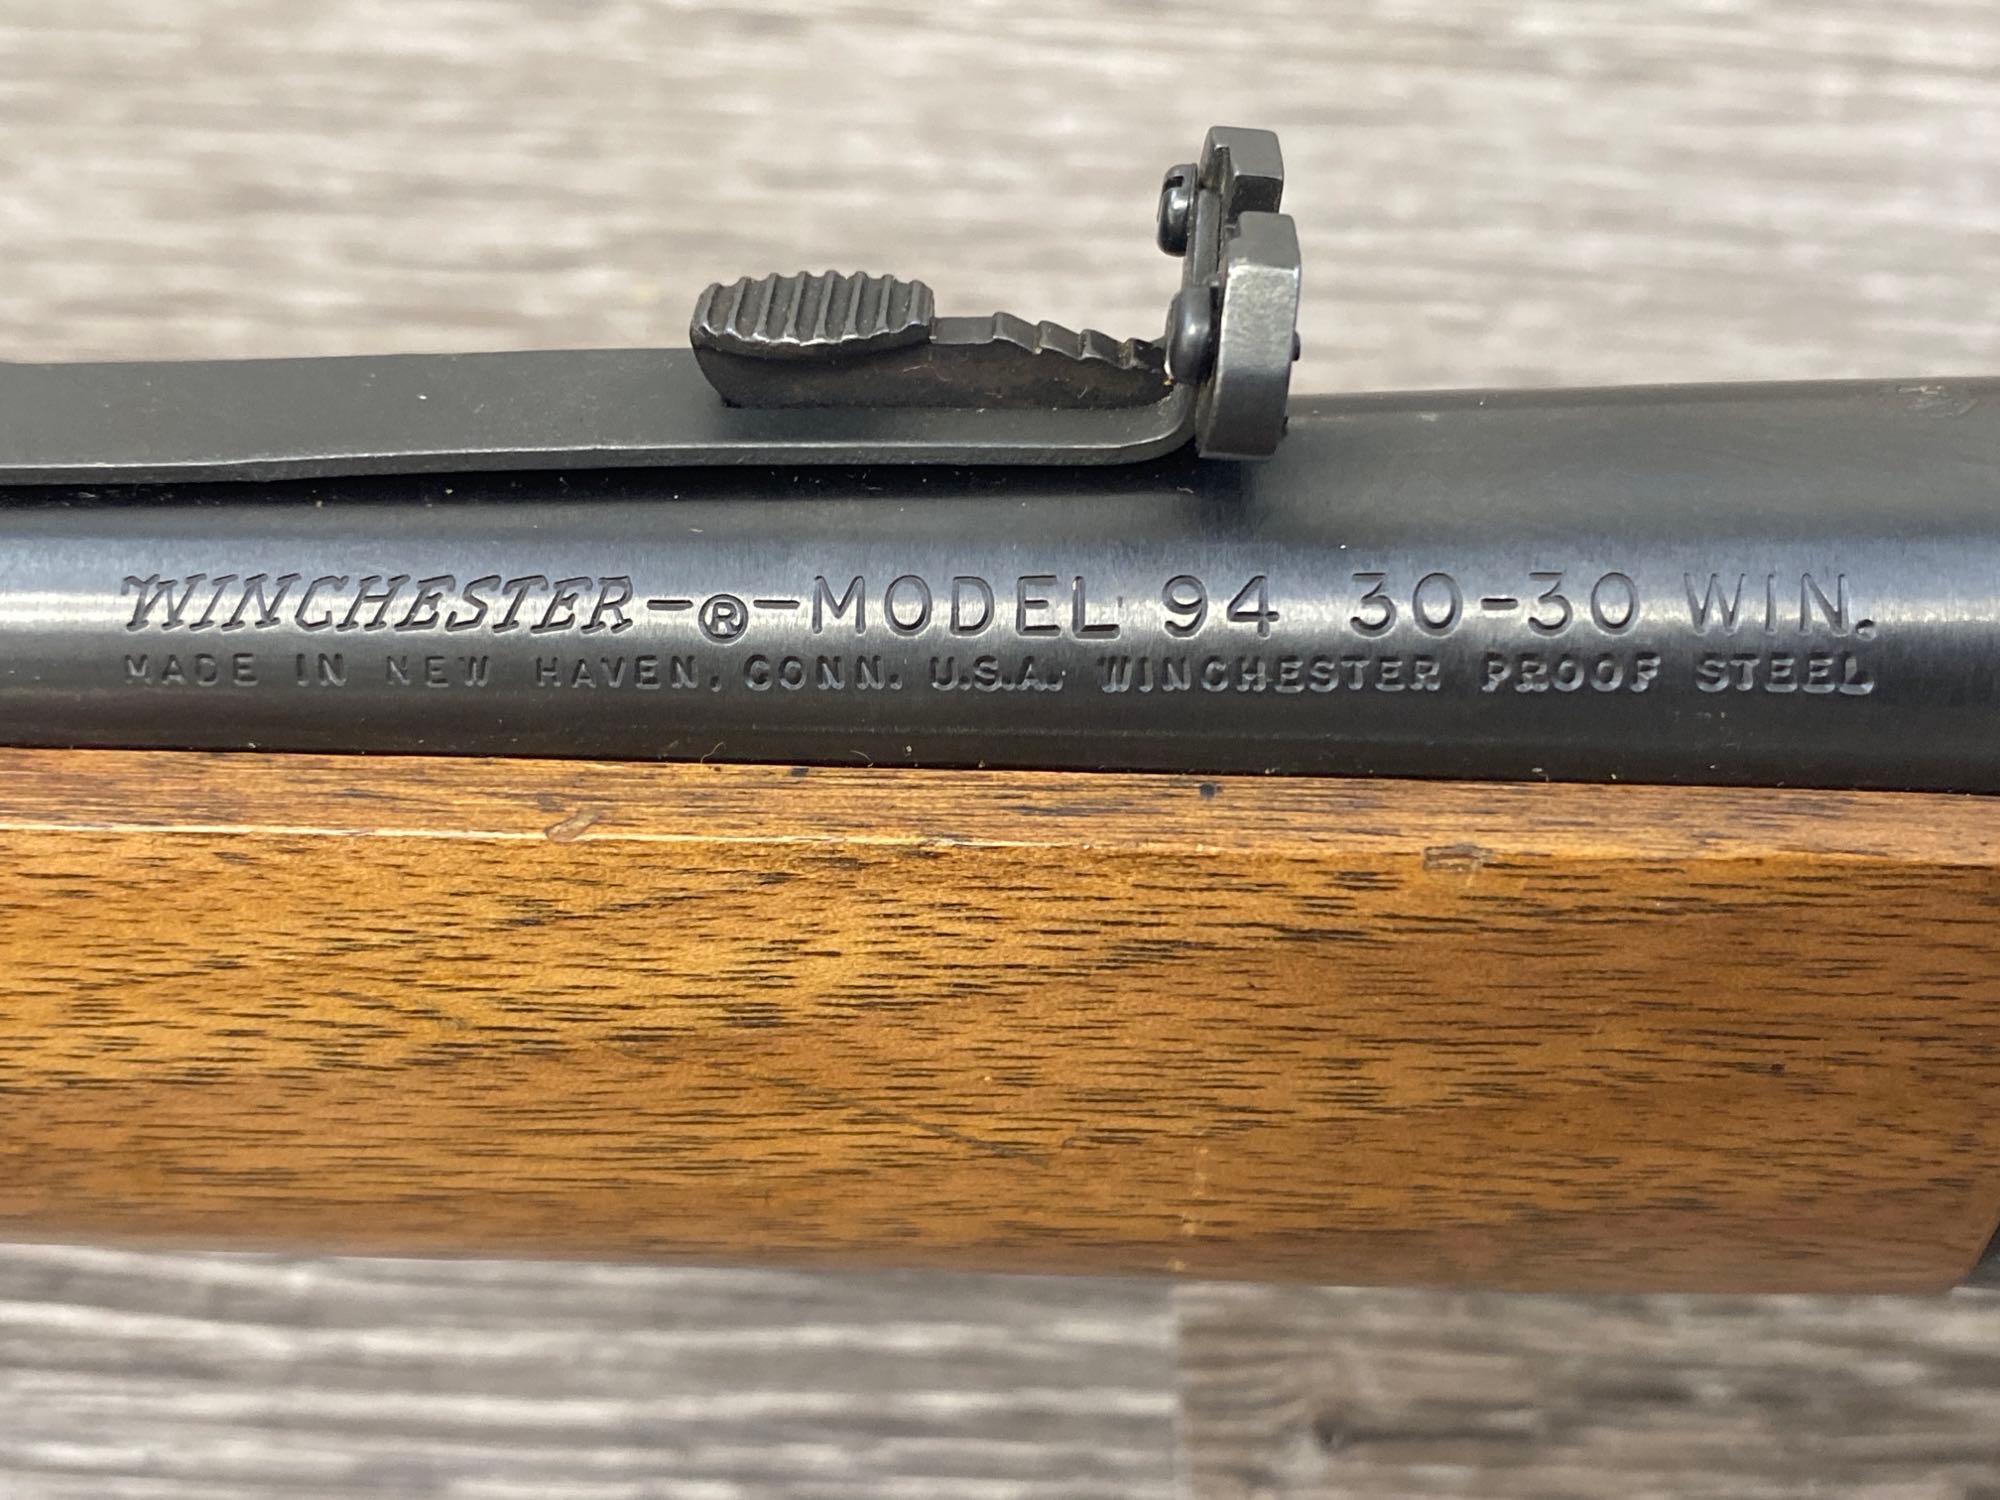 WINCHESTER-®-MODEL 94 30-30 WIN.
MADE IN NEW HAVEN, CONN. U.S.A. WINCHESTER PROOF STEEL